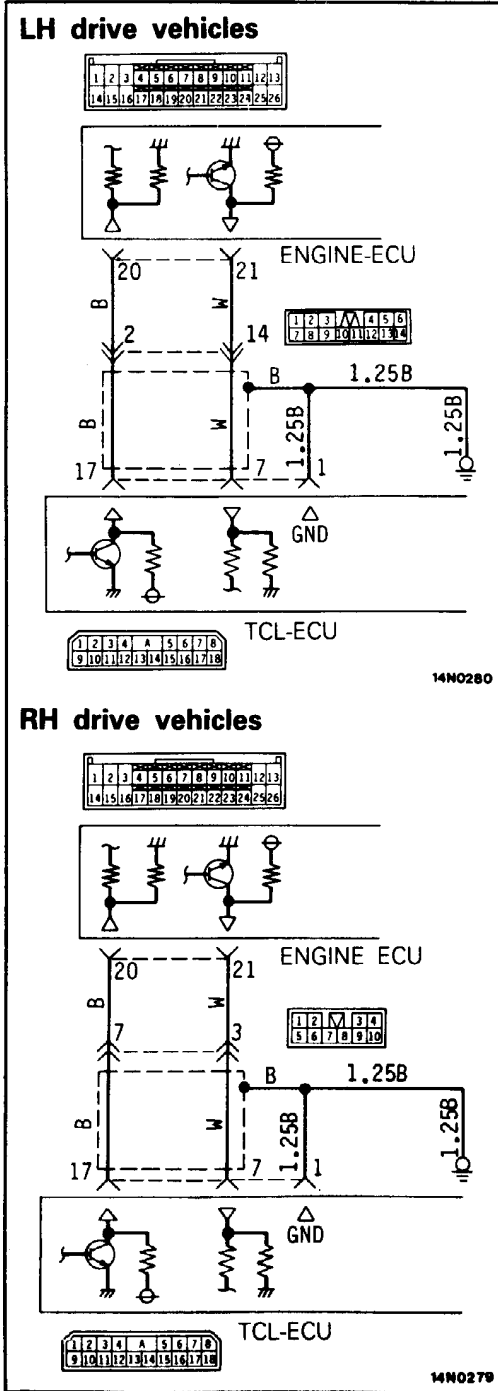 LH drive vehicles
1 2 3 4 5 6 7 8 9 10 11 12 13
14 15 16 17 18 19 20 21 22 23 24 25 26
ENGINE-ECU
20 21
B W
2 14
1 2 3 4 5 6
7 8 9 10 11 12 13 14
B 1.25B
B W 1.25B 1.25B
17 7 1
GND
TCL-ECU
1 2 3 4 A 5 6 7 8
9 10 11 12 13 14 15 16 17 18
14N0280
RH drive vehicles
1 2 3 4 5 6 7 8 9 10 11 12 13
14 15 16 17 18 19 20 21 22 23 24 25 26
ENGINE ECU
20 21
B W
7 3
1 2 3 4
5 6 7 8 9 10
B 1.25B
B W 1.25B 1.25B
17 7 1
GND
TCL-ECU
1 2 3 4 A 5 6 7 8
9 10 11 12 13 14 15 16 17 18
14N0279